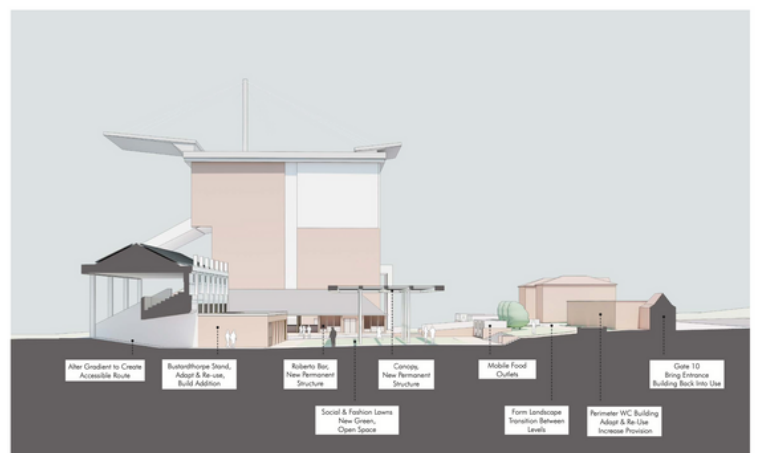 Alter Gradient to Create
Accessible Route
Bustardthorpe Stand,
Adapt & Re-use,
Build Addition
Roberto Bar,
New Permanent
Structure
Canopy,
New Permanent
Structure
Mobile Food
Outlets
Gate 10
Bring Entrance
Building Back Into Use
Social & Fashion Lawns
New Green,
Open Space
Form Landscape
Transition Between
Levels
Perimeter WC Building
Adapt & Re-Use
Increase Provision